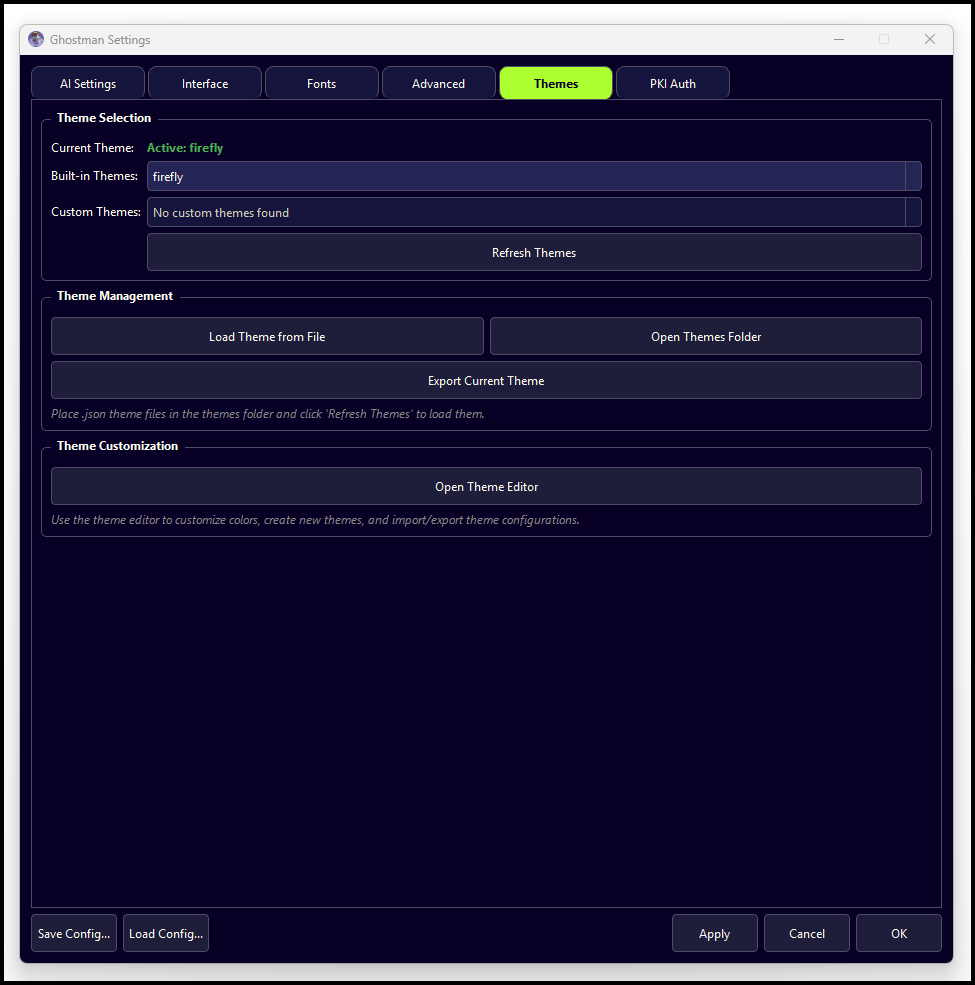 Ghostman Settings
AI Settings Interface Fonts Advanced Themes PKI Auth
Theme Selection
Current Theme: Active: firefly
Built-in Themes: firefly
Custom Themes: No custom themes found
Refresh Themes
Theme Management
Load Theme from File Open Themes Folder
Export Current Theme
Place .json theme files in the themes folder and click 'Refresh Themes' to load them.
Theme Customization
Open Theme Editor
Use the theme editor to customize colors, create new themes, and import/export theme configurations.
Save Config... Load Config... Apply Cancel OK